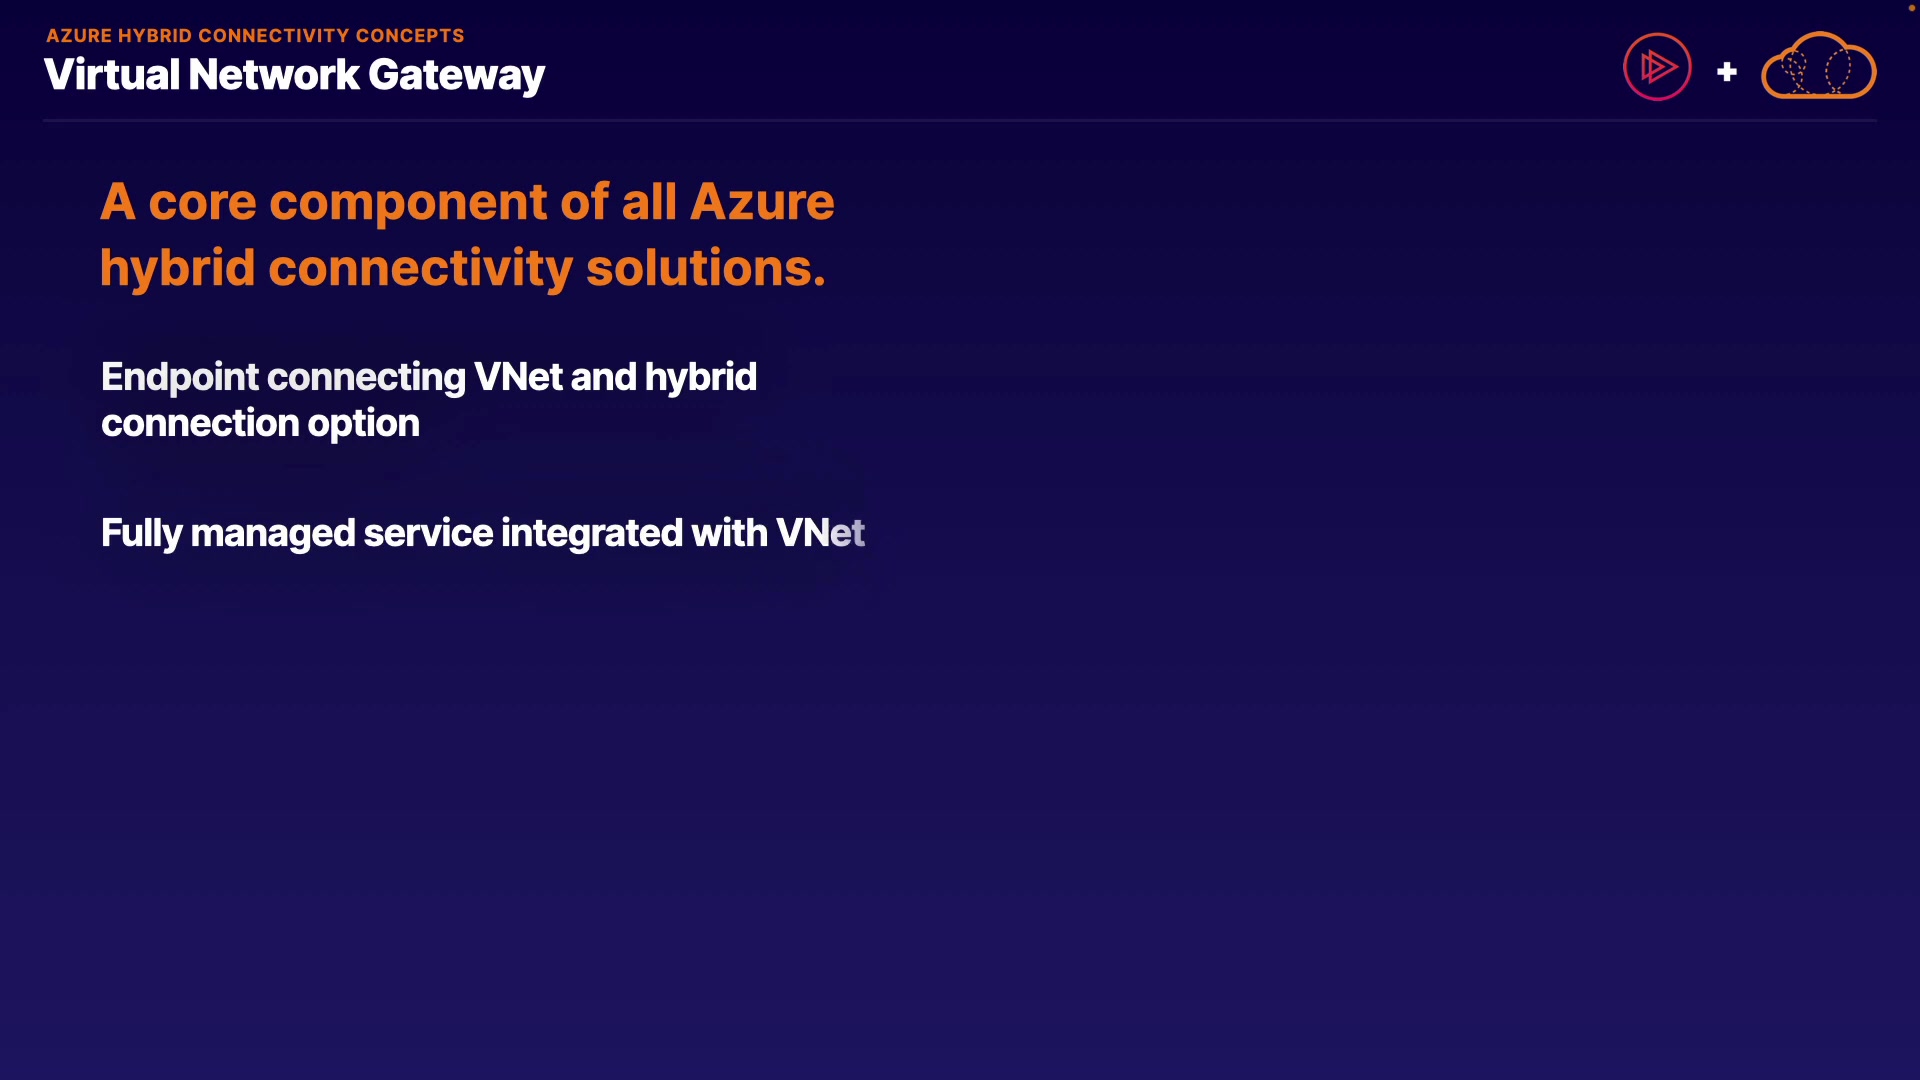 AZURE HYBRID CONNECTIVITY CONCEPTS
Virtual Network Gateway
A core component of all Azure
hybrid connectivity solutions.
Endpoint connecting VNet and hybrid
connection option
Fully managed service integrated with VNet